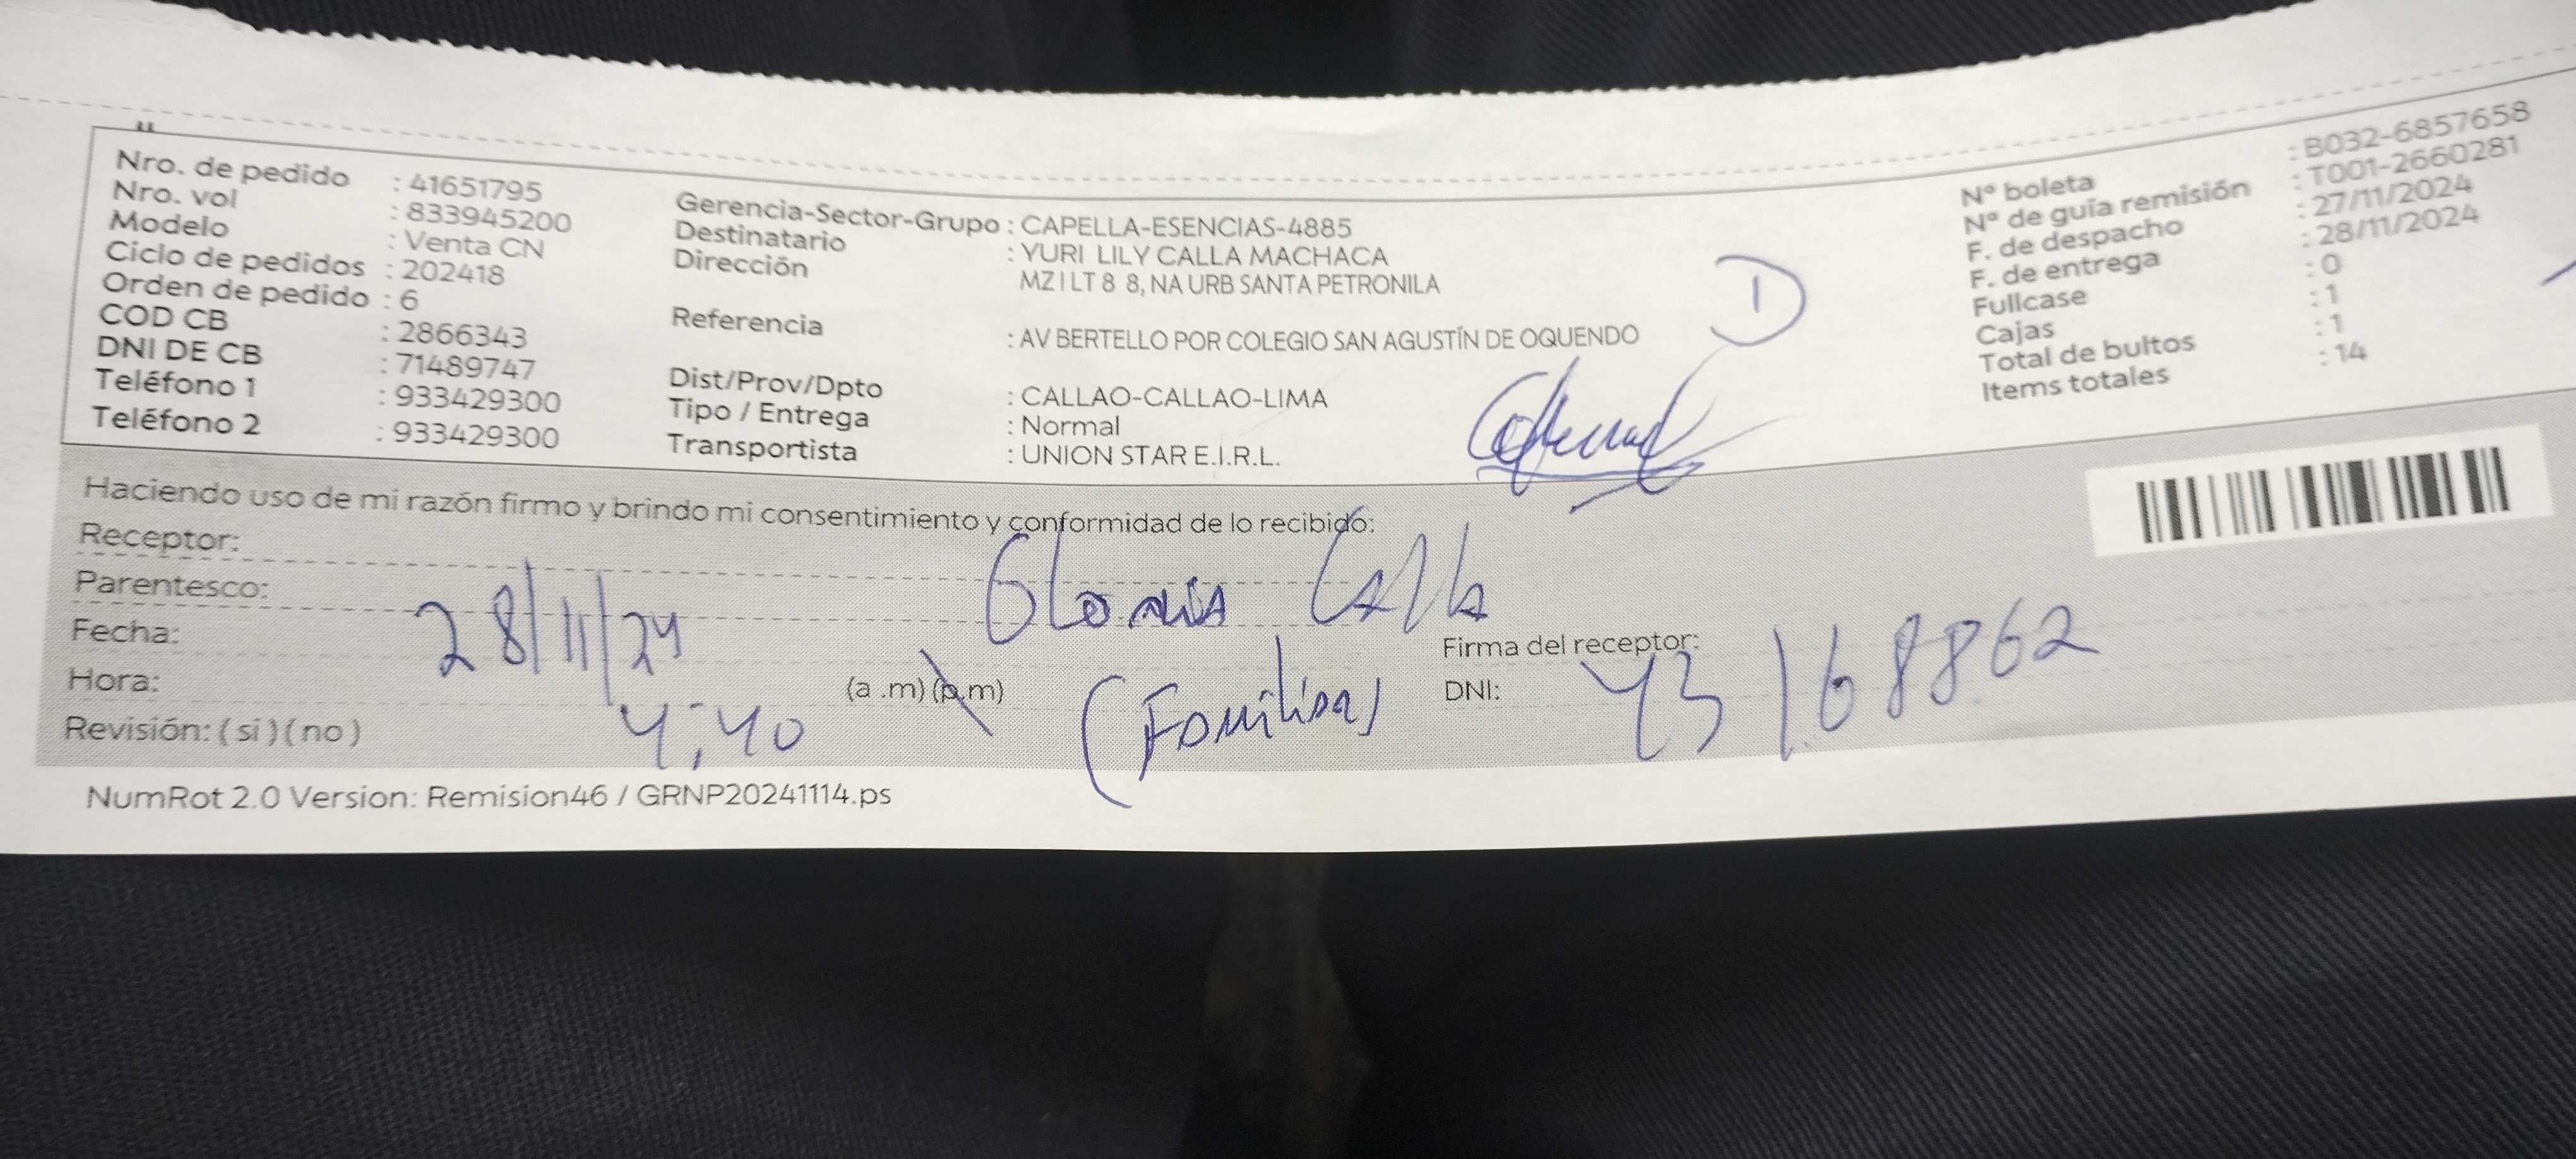 Nro. de pedido : 41651795
Nro. vol : 833945200
Modelo : Venta CN
Ciclo de pedidos : 202418
Orden de pedido : 6
COD CB : 2866343
DNI DE CB : 71489747
Teléfono 1 : 933429300
Teléfono 2 : 933429300
Gerencia-Sector-Grupo : CAPELLA-ESENCIAS-4885
Destinatario : YURI LILY CALLA MACHACA
Dirección MZ I LT 8 8, NA URB SANTA PETRONILA
Referencia : AV BERTELLO POR COLEGIO SAN AGUSTÍN DE OQUENDO
Dist/Prov/Dpto : CALLAO-CALLAO-LIMA
Tipo / Entrega : Normal
Transportista : UNION STAR E.I.R.L.
N° boleta : B032-6857658
N° de guía remisión : T001-2660281
F. de despacho : 27/11/2024
F. de entrega : 28/11/2024
Fullcase : 0
Cajas : 1
Total de bultos : 1
Items totales : 14
Haciendo uso de mi razón firmo y brindo mi consentimiento y conformidad de lo recibido:
Receptor: Calla
Parentesco:
Fecha: 28/11/24
Hora: 4:40 (a .m) (p.m) (Familiar)
Firma del receptor:
DNI: 43168862
Revisión: ( si ) ( no )
NumRot 2.0 Version: Remision46 / GRNP20241114.ps